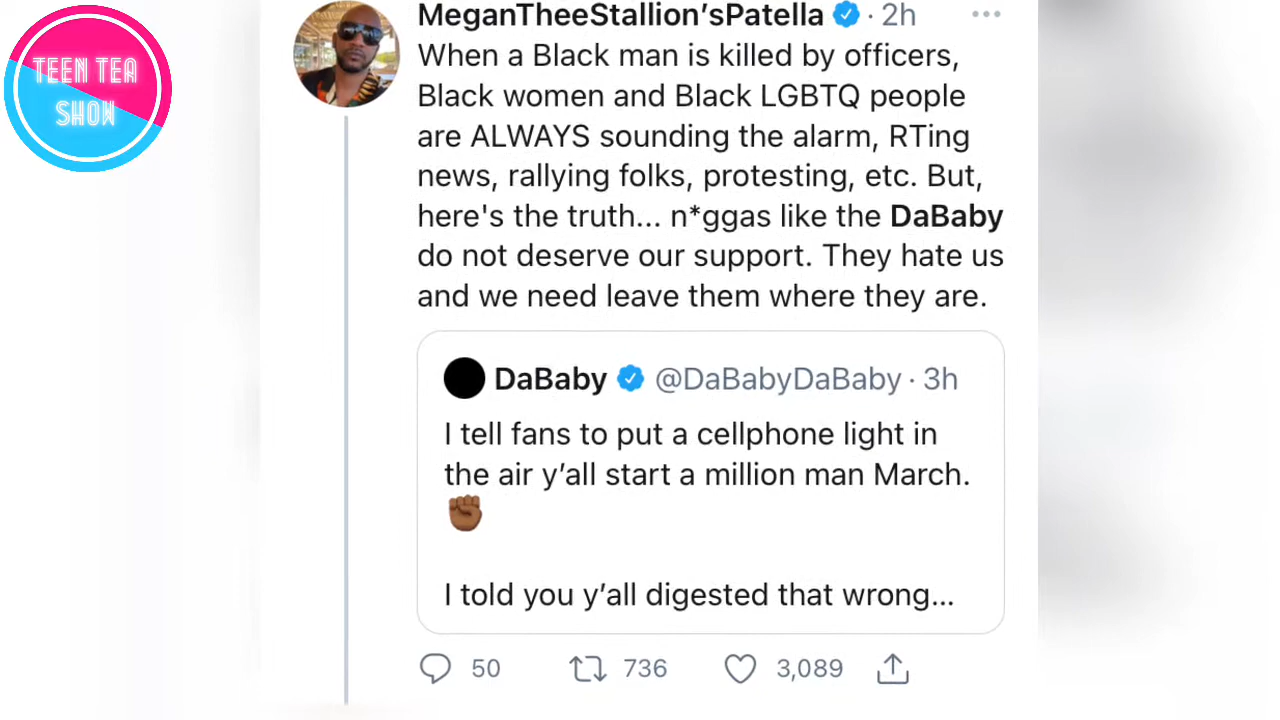 TEEN TEA
SHOW
MeganTheeStallion'sPatella · 2h
When a Black man is killed by officers,
Black women and Black LGBTQ people
are ALWAYS sounding the alarm, RTing
news, rallying folks, protesting, etc. But,
here's the truth... n*ggas like the DaBaby
do not deserve our support. They hate us
and we need leave them where they are.
DaBaby @DaBabyDaBaby · 3h
I tell fans to put a cellphone light in
the air y'all start a million man March.
✊🏾
I told you y'all digested that wrong...
50 736 3,089